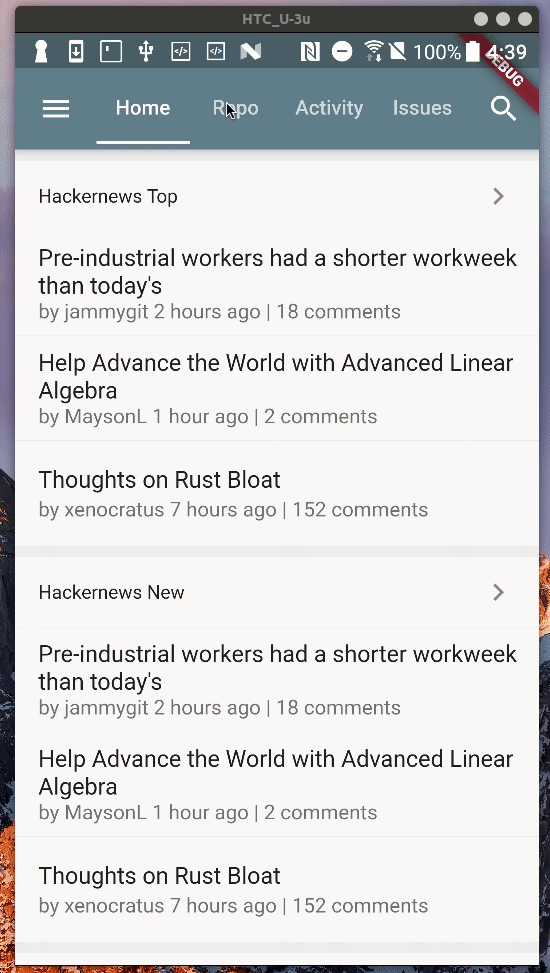 HTC_U-3u
100% 4:39
DEBUG
Home Repo Activity Issues
Hackernews Top
Pre-industrial workers had a shorter workweek
than today's
by jammygit 2 hours ago | 18 comments
Help Advance the World with Advanced Linear
Algebra
by MaysonL 1 hour ago | 2 comments
Thoughts on Rust Bloat
by xenocratus 7 hours ago | 152 comments
Hackernews New
Pre-industrial workers had a shorter workweek
than today's
by jammygit 2 hours ago | 18 comments
Help Advance the World with Advanced Linear
Algebra
by MaysonL 1 hour ago | 2 comments
Thoughts on Rust Bloat
by xenocratus 7 hours ago | 152 comments